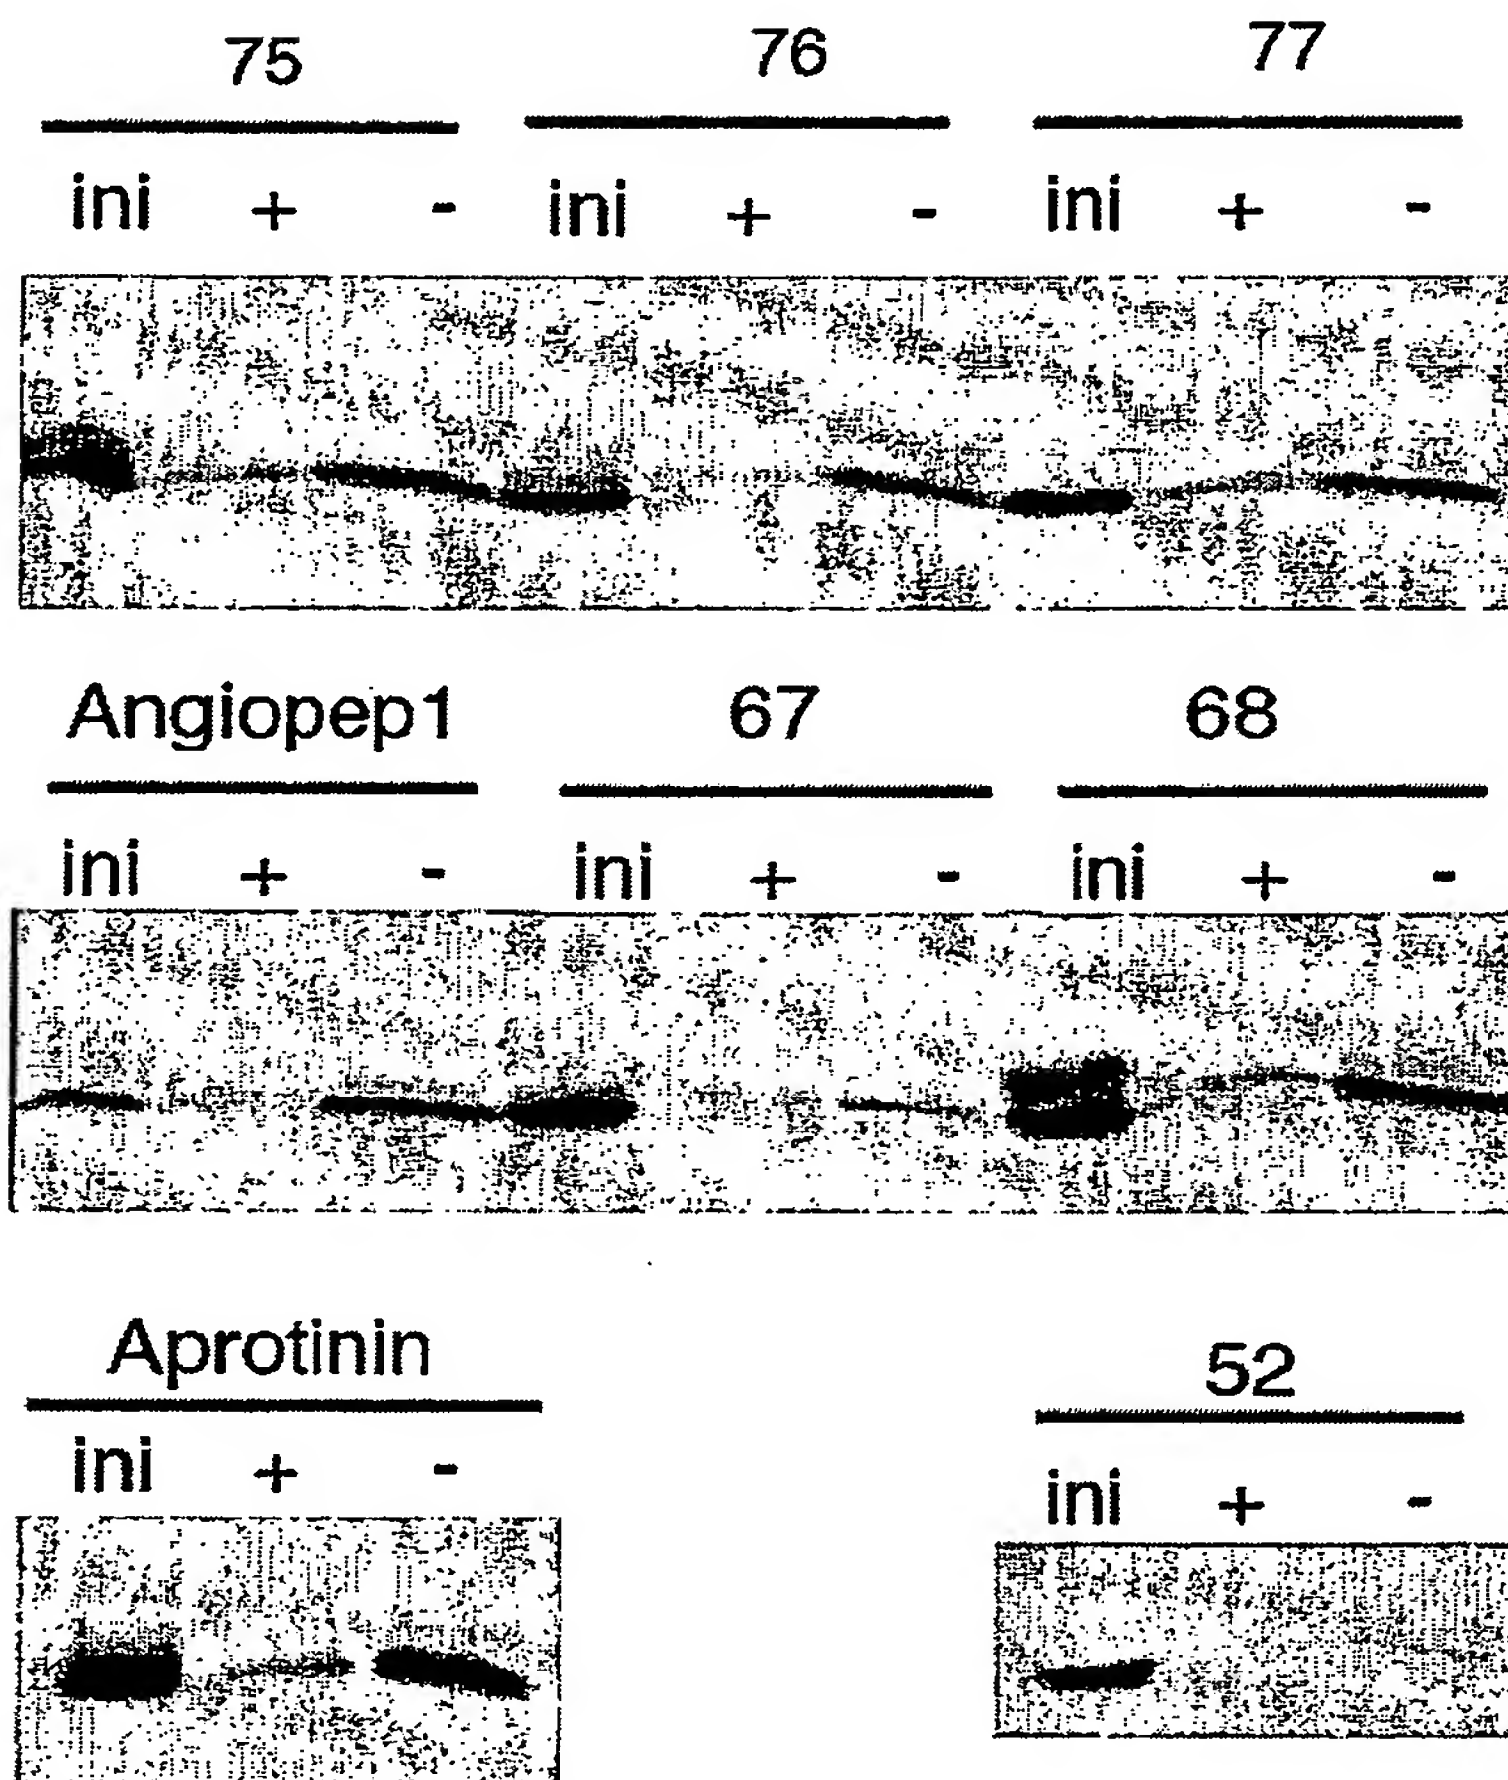 75 76 77
ini + - ini + - ini + -
Angiopep1 67 68
ini + - ini + - ini + -
Aprotinin 52
ini + - ini + -